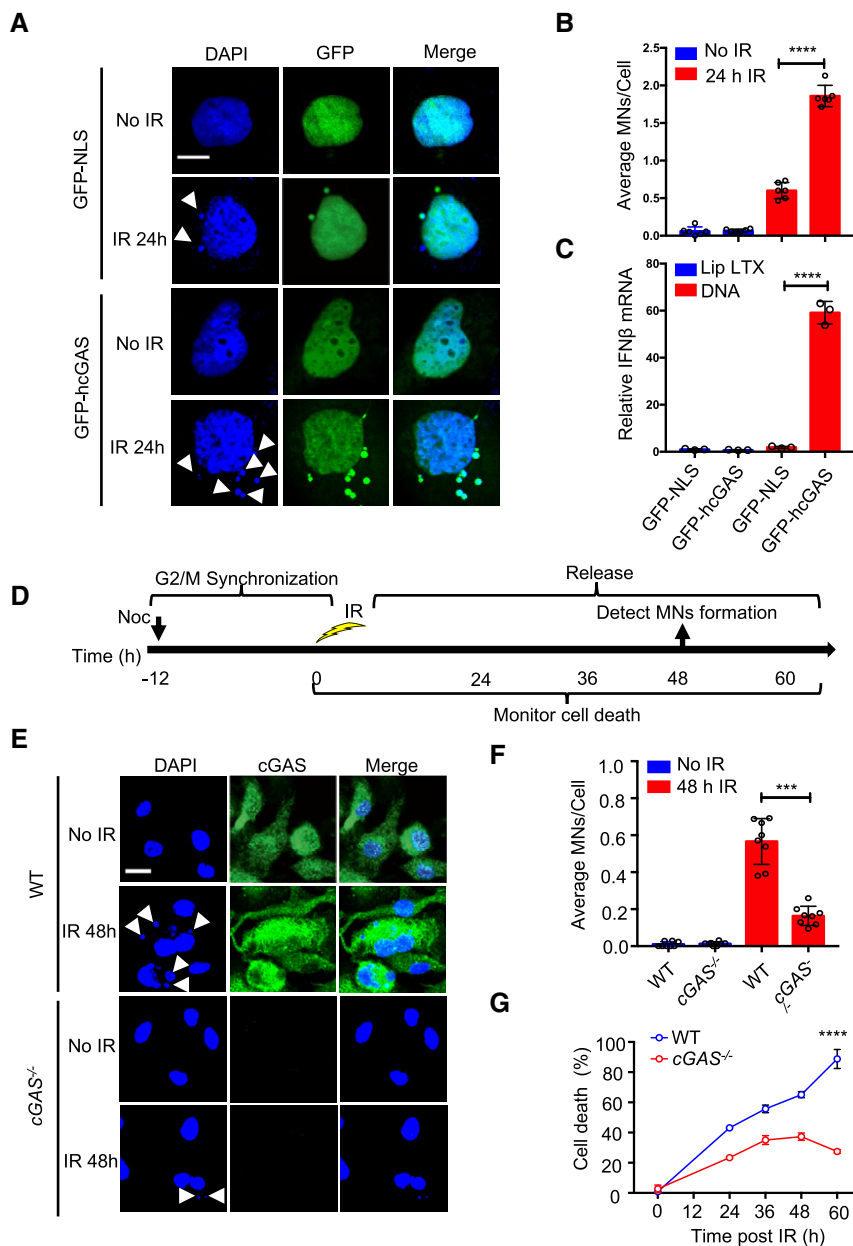 A
DAPI GFP Merge
GFP-NLS
No IR
IR 24h
GFP-hcGAS
No IR
IR 24h
B
No IR
24 h IR
****
Average MNs/Cell
2.5
2.0
1.5
1.0
0.5
0.0
C
Lip LTX
DNA
****
Relative IFNβ mRNA
80
60
40
20
0
GFP-NLS
GFP-hcGAS
GFP-NLS
GFP-hcGAS
D
G2/M Synchronization
Release
Noc
IR
Detect MNs formation
Time (h)
-12 0 24 36 48 60
Monitor cell death
E
DAPI cGAS Merge
WT
No IR
IR 48h
cGAS-/-
No IR
IR 48h
F
No IR
48 h IR
***
Average MNs/Cell
1.0
0.8
0.6
0.4
0.2
0.0
WT
cGAS-/-
WT
cGAS-
/-
G
WT
cGAS-/-
****
Cell death (%)
100
80
60
40
20
0
0 12 24 36 48 60
Time post IR (h)